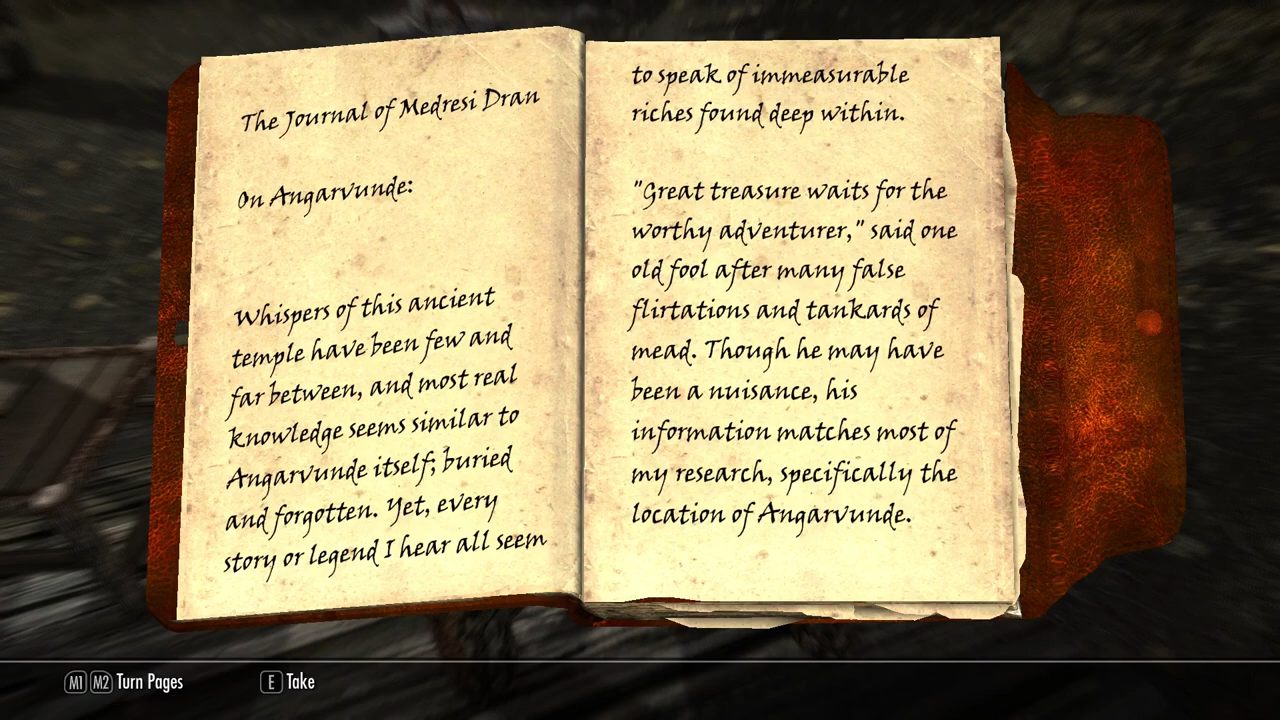 The Journal of Medresi Dran
On Angarvunde:
Whispers of this ancient
temple have been few and
far between, and most real
knowledge seems similar to
Angarvunde itself; buried
and forgotten. Yet, every
story or legend I hear all seem
to speak of immeasurable
riches found deep within.
"Great treasure waits for the
worthy adventurer," said one
old fool after many false
flirtations and tankards of
mead. Though he may have
been a nuisance, his
information matches most of
my research, specifically the
location of Angarvunde.
M1 M2 Turn Pages E Take